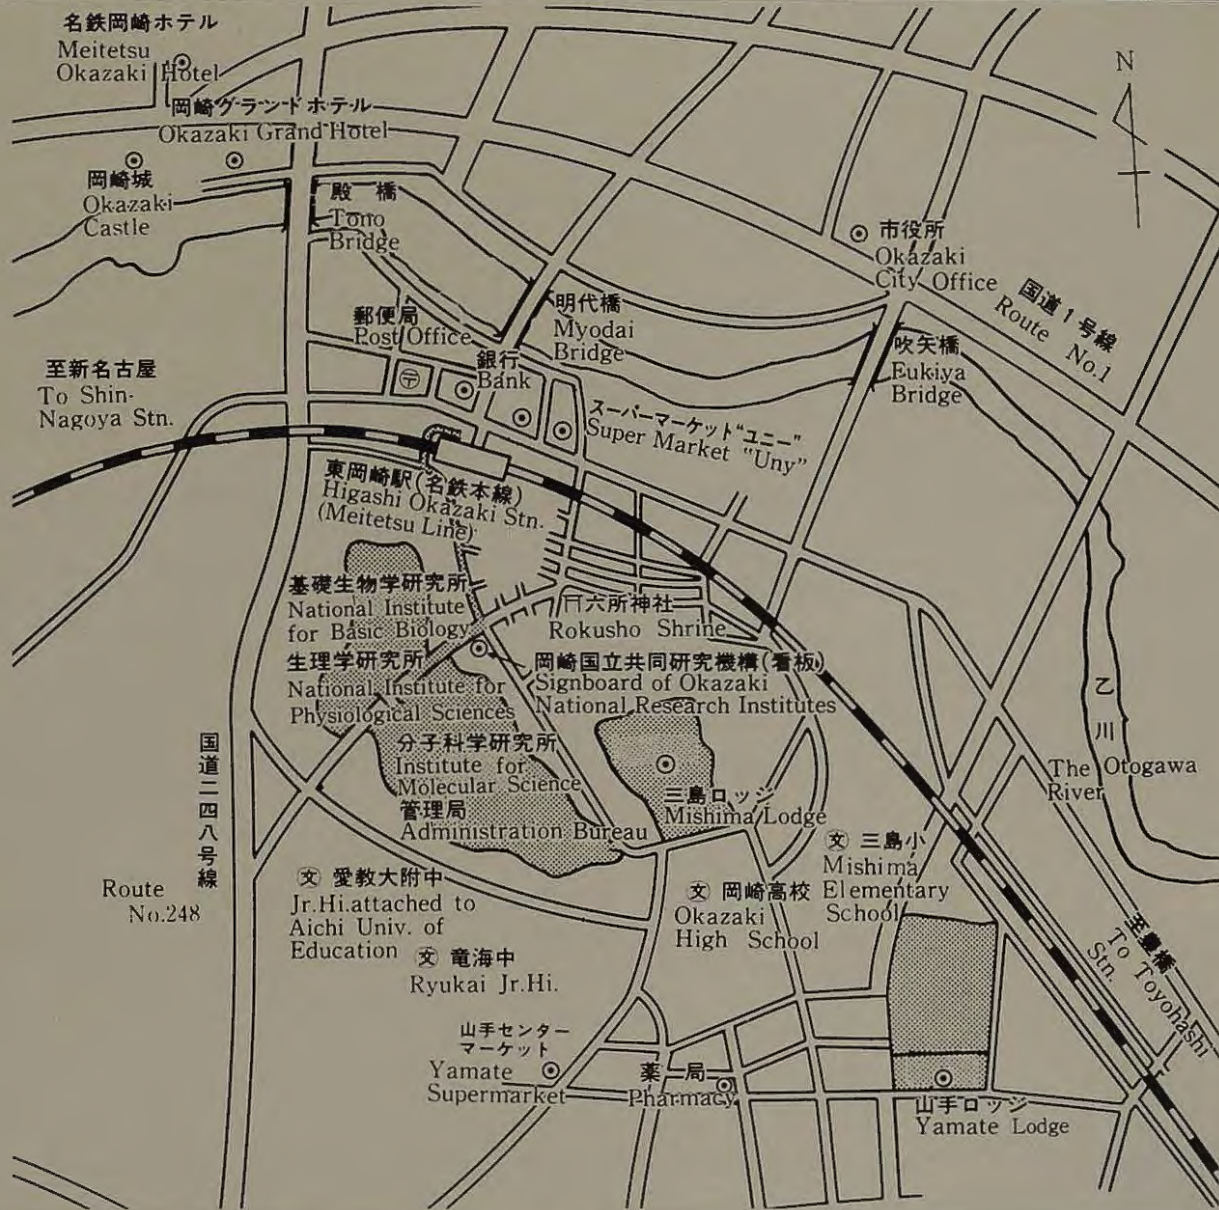 名鉄岡崎ホテル
Meitetsu
Okazaki Hotel
岡崎グランドホテル
Okazaki Grand Hotel
岡崎城
Okazaki
Castle
殿橋
Tono
Bridge
N
市役所
Okazaki
City Office
国道1号線
Route No.1
郵便局
Post Office
明代橋
Myodai
Bridge
銀行
Bank
〒
吹矢橋
Fukiya
Bridge
至新名古屋
To Shin-
Nagoya Stn.
スーパーマーケット“ユニー”
Super Market “Uny”
東岡崎駅(名鉄本線)
Higashi Okazaki Stn.
(Meitetsu Line)
基礎生物学研究所
National Institute
for Basic Biology
六所神社
Rokusho Shrine
生理学研究所
National Institute for
Physiological Sciences
岡崎国立共同研究機構(看板)
Signboard of Okazaki
National Research Institutes
分子科学研究所
Institute for
Molecular Science
管理局
Administration Bureau
三島ロッジ
Mishima Lodge
乙川
The Otogawa
River
国道二四八号線
Route
No.248
文 愛教大附中
Jr.Hi.attached to
Aichi Univ. of
Education
文 竜海中
Ryukai Jr.Hi.
文 岡崎高校
Okazaki
High School
文 三島小
Mishima
Elementary
School
至豊橋
To Toyohashi
Stn.
山手センター
マーケット
Yamate
Supermarket
薬局
Pharmacy
山手ロッジ
Yamate Lodge